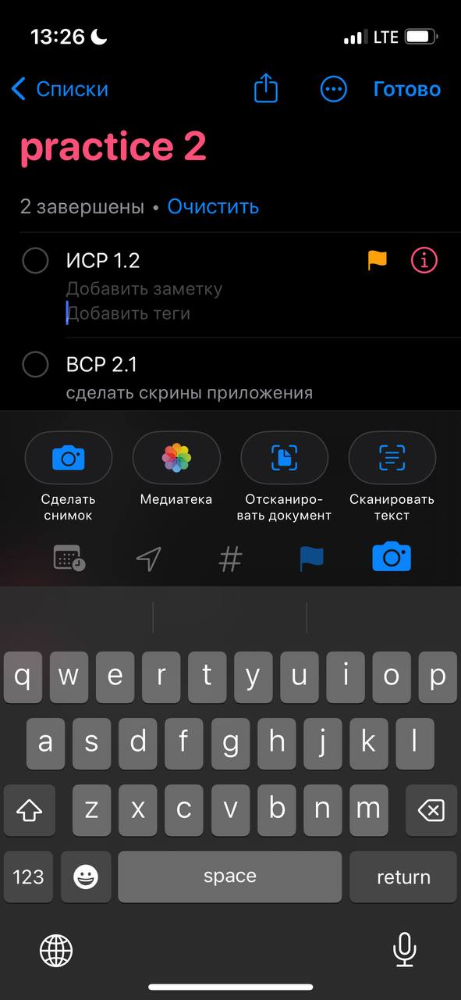 13:26 LTE
Списки Готово
practice 2
2 завершены • Очистить
ИСР 1.2
Добавить заметку
Добавить теги
ВСР 2.1
сделать скрины приложения
Сделать снимок
Медиатека
Отсканиро-
вать документ
Сканировать
текст
q w e r t y u i o p
a s d f g h j k l
z x c v b n m
123 space return